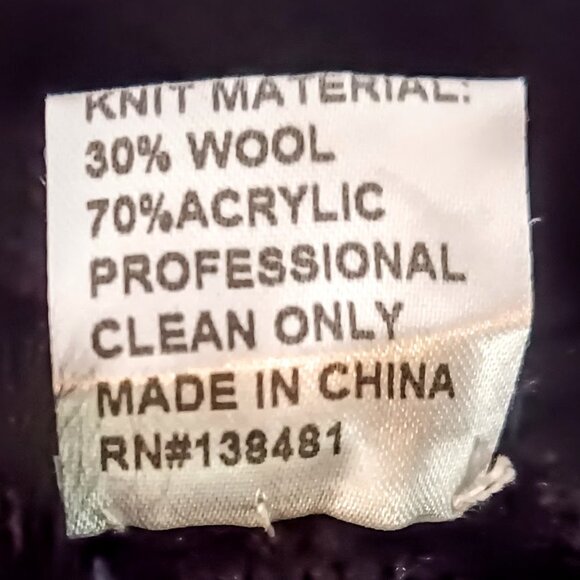 KNIT MATERIAL:
30% WOOL
70%ACRYLIC
PROFESSIONAL
CLEAN ONLY
MADE IN CHINA
RN#138481